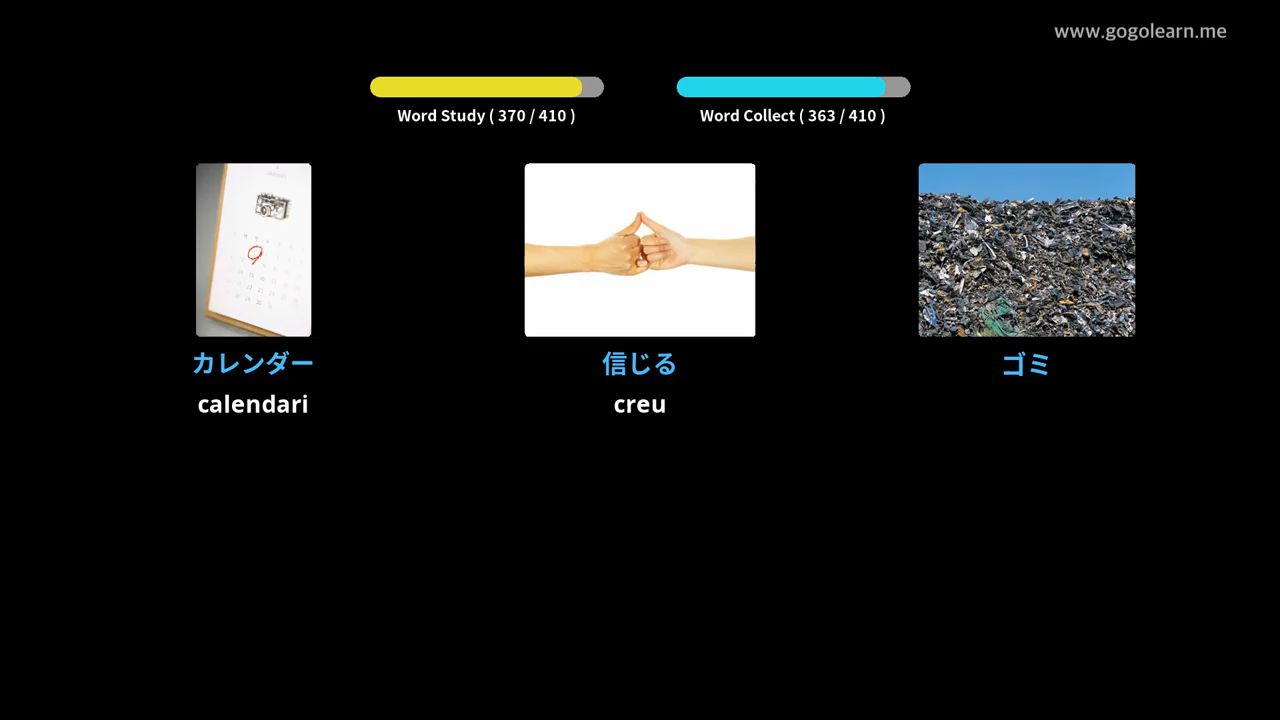 www.gogolearn.me
Word Study ( 370 / 410 )
Word Collect ( 363 / 410 )
カレンダー
信じる
ゴミ
calendari
creu